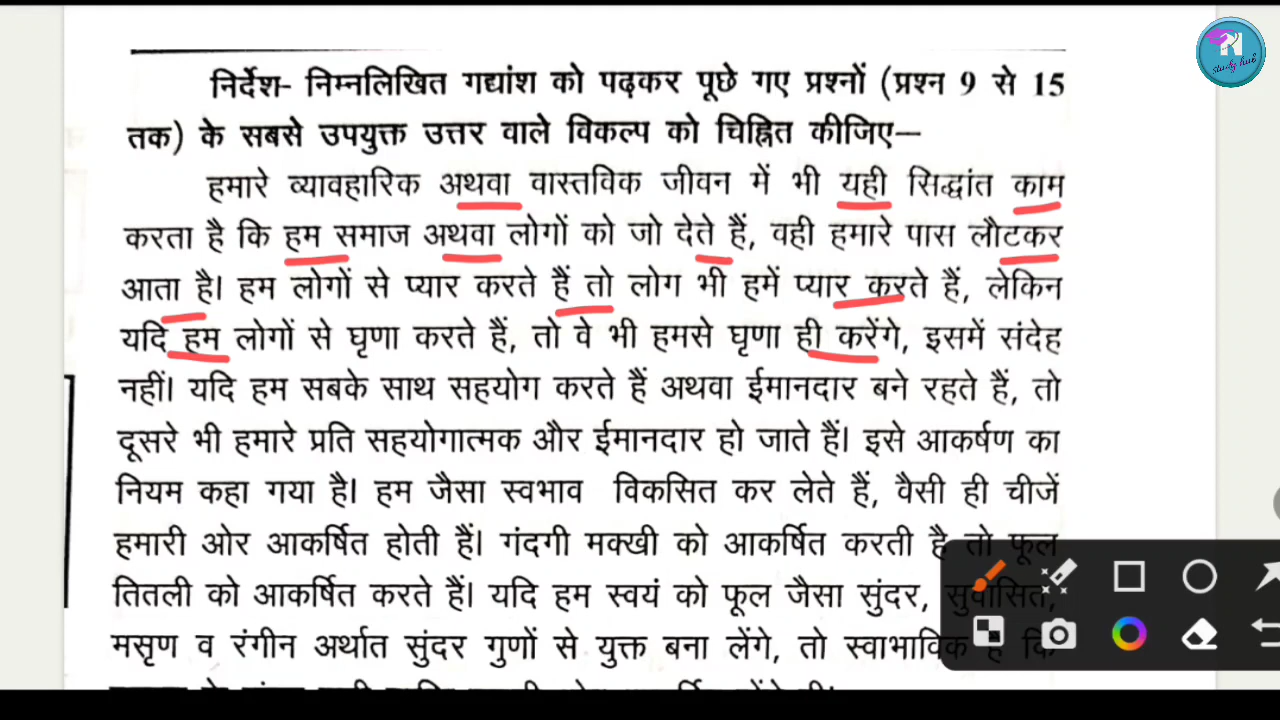 N
study hub
निर्देश- निम्नलिखित गद्यांश को पढ़कर पूछे गए प्रश्नों (प्रश्न 9 से 15
तक) के सबसे उपयुक्त उत्तर वाले विकल्प को चिह्नित कीजिए—
हमारे व्यावहारिक अथवा वास्तविक जीवन में भी यही सिद्धांत काम
करता है कि हम समाज अथवा लोगों को जो देते हैं, वही हमारे पास लौटकर
आता है। हम लोगों से प्यार करते हैं तो लोग भी हमें प्यार करते हैं, लेकिन
यदि हम लोगों से घृणा करते हैं, तो वे भी हमसे घृणा ही करेंगे, इसमें संदेह
नहीं। यदि हम सबके साथ सहयोग करते हैं अथवा ईमानदार बने रहते हैं, तो
दूसरे भी हमारे प्रति सहयोगात्मक और ईमानदार हो जाते हैं। इसे आकर्षण का
नियम कहा गया है। हम जैसा स्वभाव विकसित कर लेते हैं, वैसी ही चीजें
हमारी ओर आकर्षित होती हैं। गंदगी मक्खी को आकर्षित करती है तो फूल
तितली को आकर्षित करते हैं। यदि हम स्वयं को फूल जैसा सुंदर, सुवासित,
मसृण व रंगीन अर्थात सुंदर गुणों से युक्त बना लेंगे, तो स्वाभाविक है कि